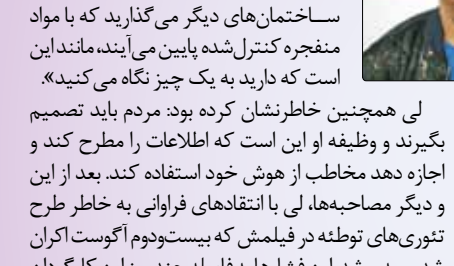 ساختمان‌های دیگر می‌گذارید که با مواد
منفجره کنترل‌شده پایین می‌آیند، مانند این
است که دارید به یک چیز نگاه می‌کنید».
لی همچنین خاطرنشان کرده بود: مردم باید تصمیم
بگیرند و وظیفه او این است که اطلاعات را مطرح کند و
اجازه دهد مخاطب از هوش خود استفاده کند. بعد از این
و دیگر مصاحبه‌ها، لی با انتقادهای فراوانی به خاطر طرح
تئوری‌های توطئه در فیلمش که بیست‌ودوم آگوست اکران